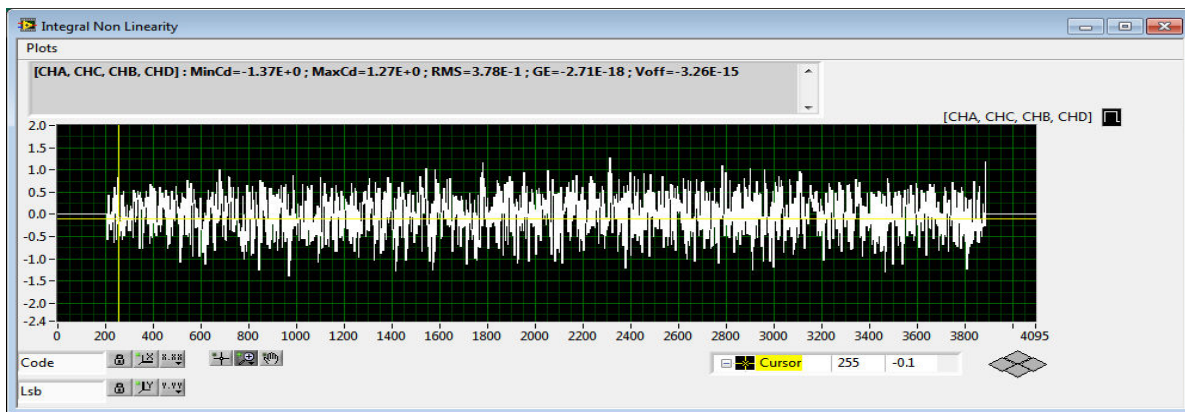 Integral Non Linearity
Plots
[CHA, CHC, CHB, CHD] : MinCd=-1.37E+0 ; MaxCd=1.27E+0 ; RMS=3.78E-1 ; GE=-2.71E-18 ; Voff=-3.26E-15
[CHA, CHC, CHB, CHD]
2.0
1.5
1.0
0.5
0.0
-0.5
-1.0
-1.5
-2.0
-2.4
0 200 400 600 800 1000 1200 1400 1600 1800 2000 2200 2400 2600 2800 3000 3200 3400 3600 3800 4095
Code X X.XX Cursor 255 -0.1
Lsb Y Y.YY